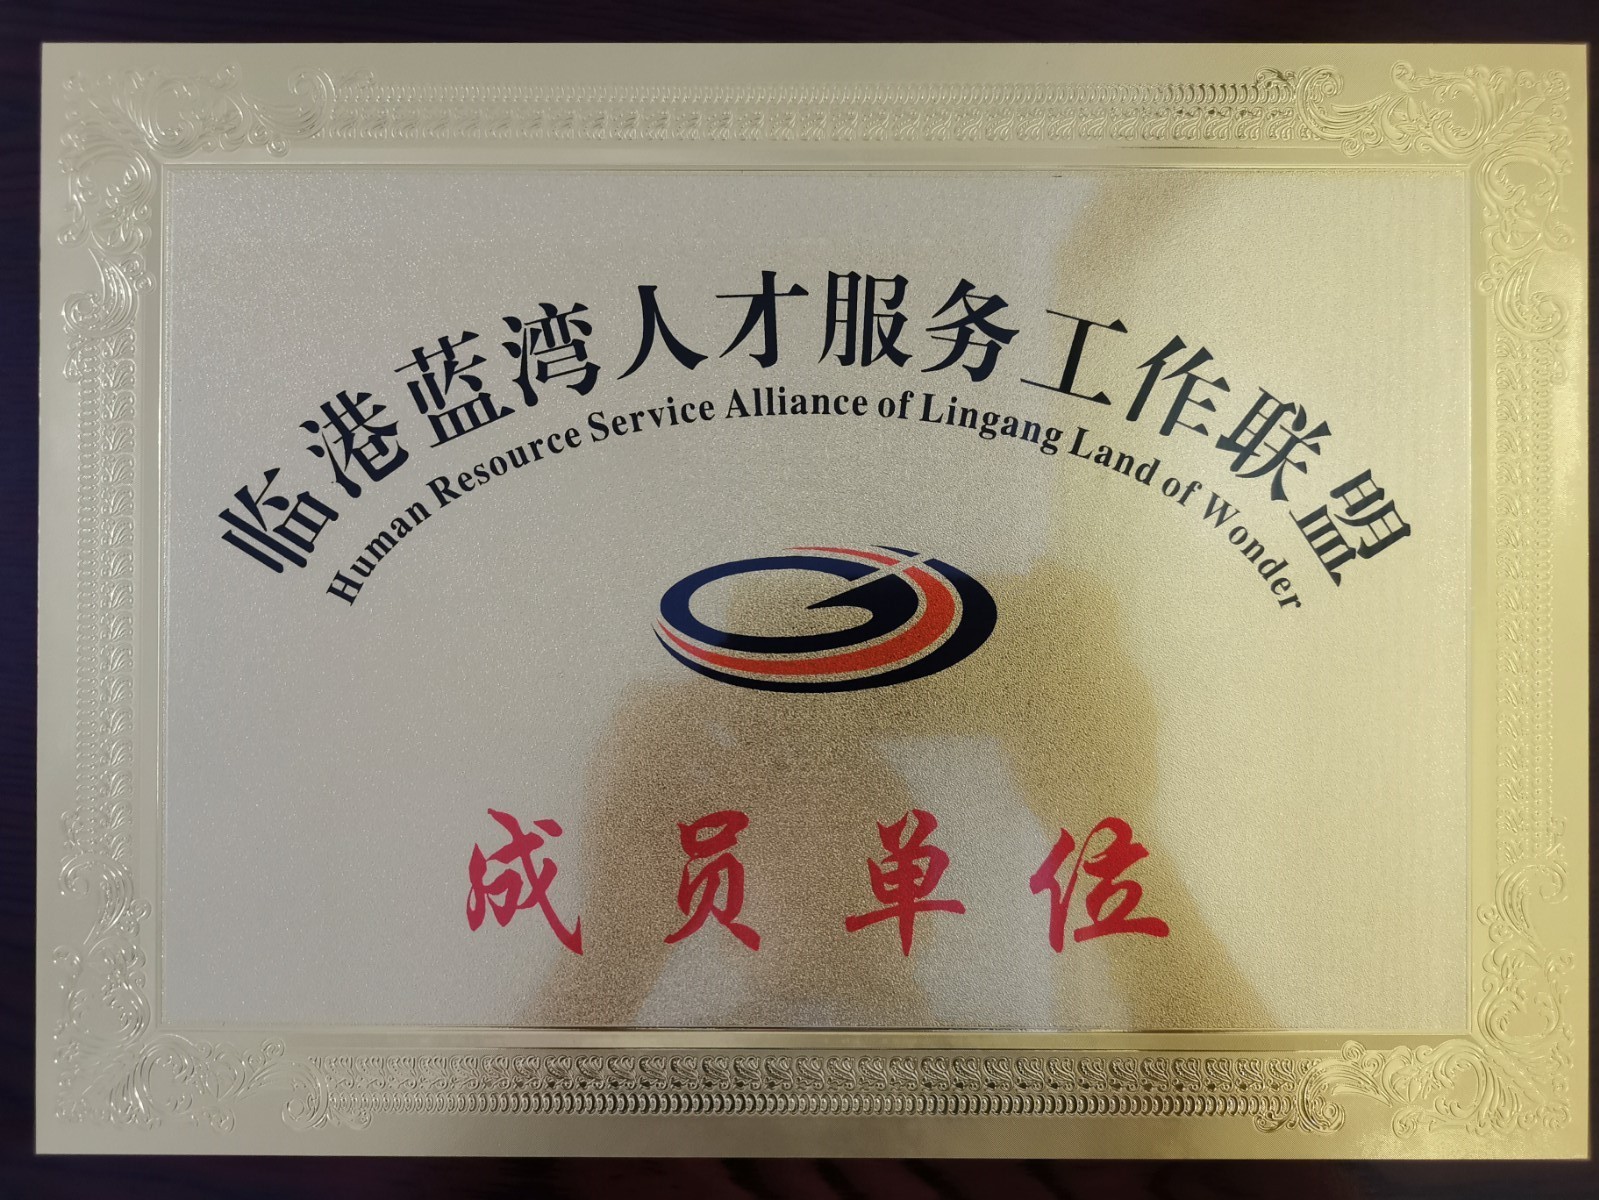 临港蓝湾人才服务工作联盟
Human Resource Service Alliance of Lingang Land of Wonder
成员单位